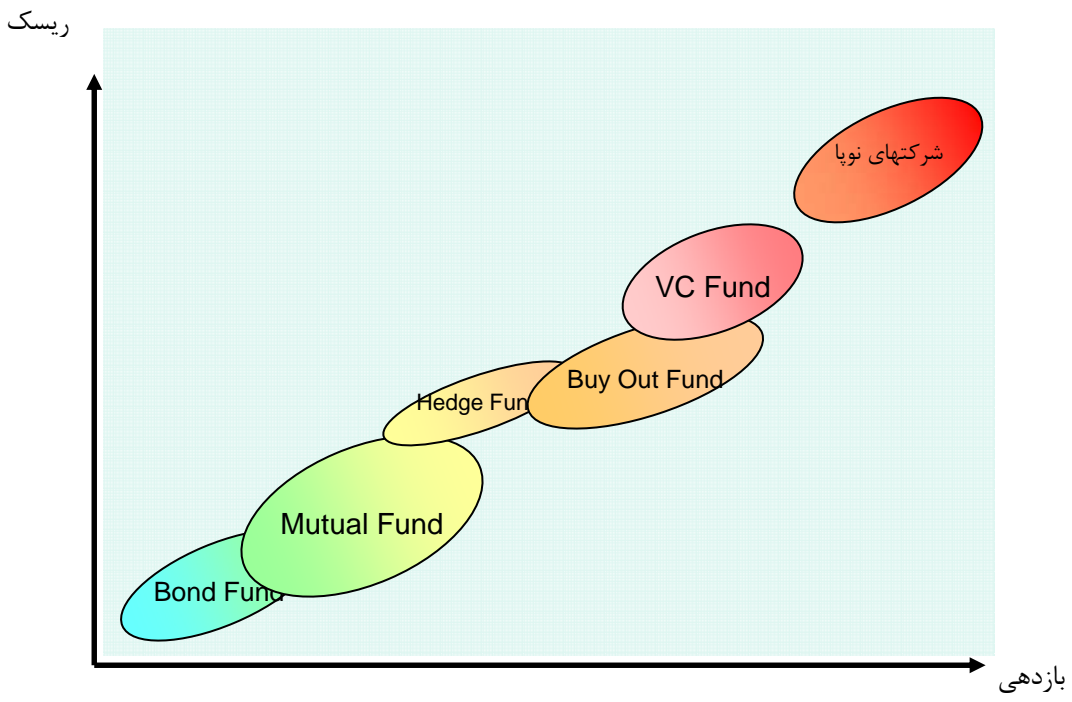 ریسک
شرکتهای نوپا
VC Fund
Buy Out Fund
Hedge Fun
Mutual Fund
Bond Fund
بازدهی